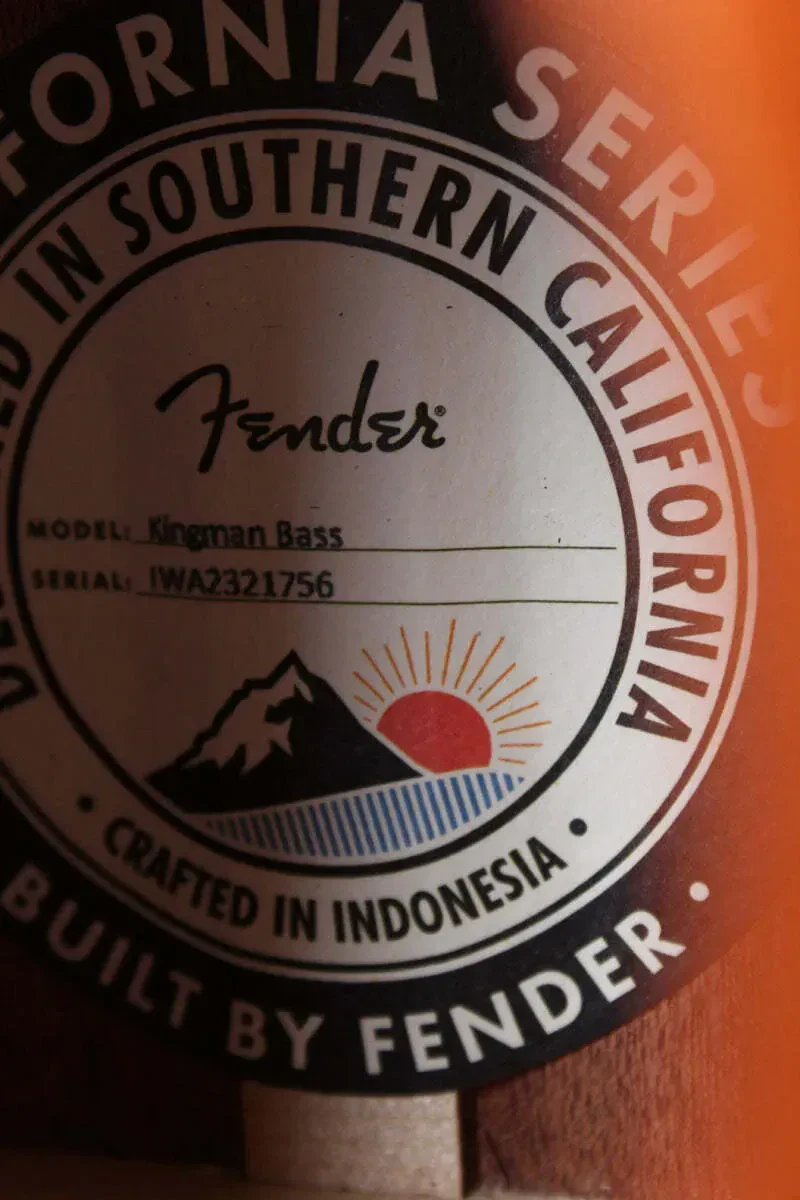 FORNIA SERIES
IN SOUTHERN CALIFORNIA
Fender®
MODEL: Kingman Bass
SERIAL: IWA2321756
• CRAFTED IN INDONESIA •
BUILT BY FENDER •